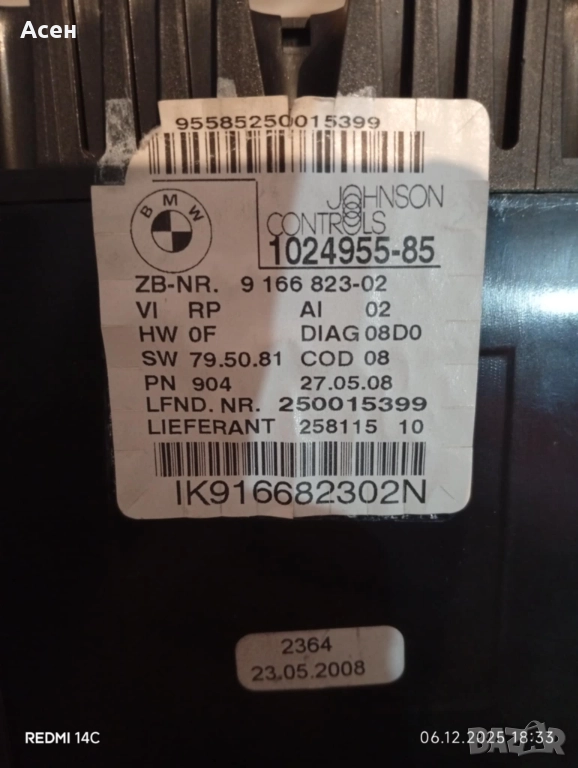 Асен
95585250015399
BMW
JOHNSON
CONTROLS
1024955-85
ZB-NR. 9 166 823-02
VI RP AI 02
HW 0F DIAG 08D0
SW 79.50.81 COD 08
PN 904 27.05.08
LFND. NR. 250015399
LIEFERANT 258115 10
IK916682302N
2364
23.05.2008
REDMI 14C
06.12.2025 18:33
BAZAR